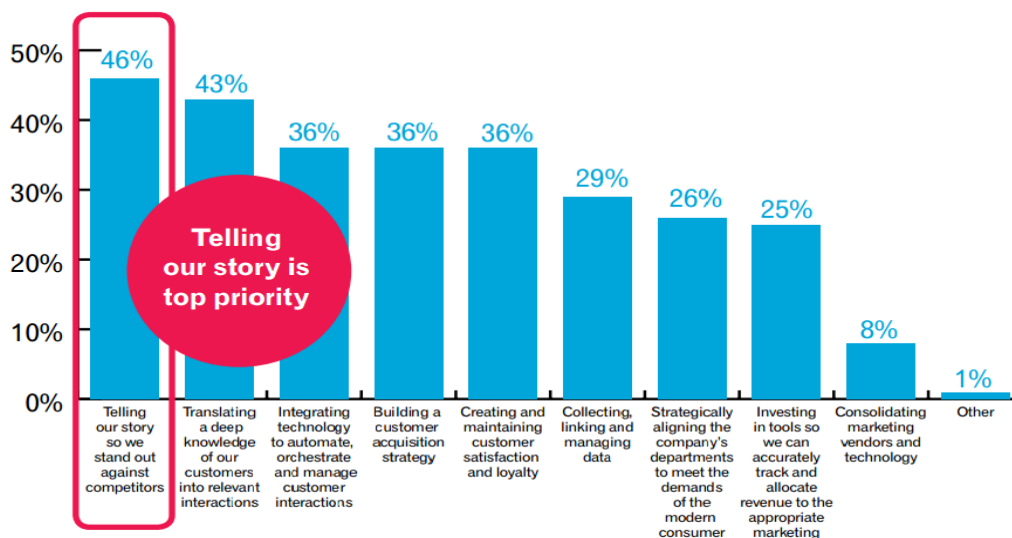 50%
40%
30%
20%
10%
0%
46%
43%
36%
36%
36%
29%
26%
25%
8%
1%
Telling
our story is
top priority
Telling
our story
so we
stand out
against
competitors
Translating
a deep
knowledge
of our
customers
into relevant
interactions
Integrating
technology
to automate,
orchestrate
and manage
customer
interactions
Building a
customer
acquisition
strategy
Creating and
maintaining
customer
satisfaction
and loyalty
Collecting,
linking and
managing
data
Strategically
aligning the
company's
departments
to meet the
demands
of the
modern
consumer
Investing
in tools so
we can
accurately
track and
allocate
revenue to the
appropriate
marketing
Consolidating
marketing
vendors and
technology
Other